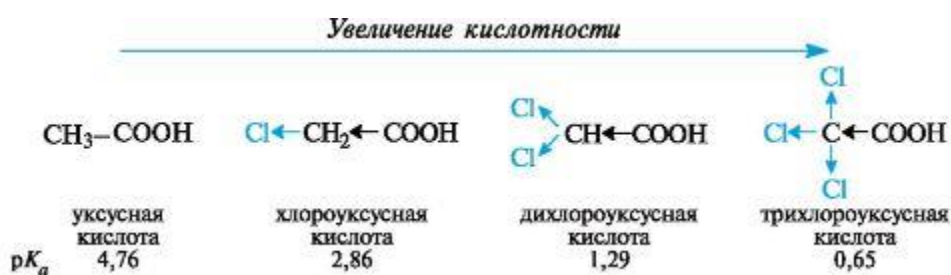 Увеличение кислотности
CH₃–COOH
Cl←CH₂←COOH
Cl
Cl
CH←COOH
Cl
Cl←C←COOH
Cl
уксусная
кислота
хлороуксусная
кислота
дихлороуксусная
кислота
трихлороуксусная
кислота
pKₐ 4,76 2,86 1,29 0,65